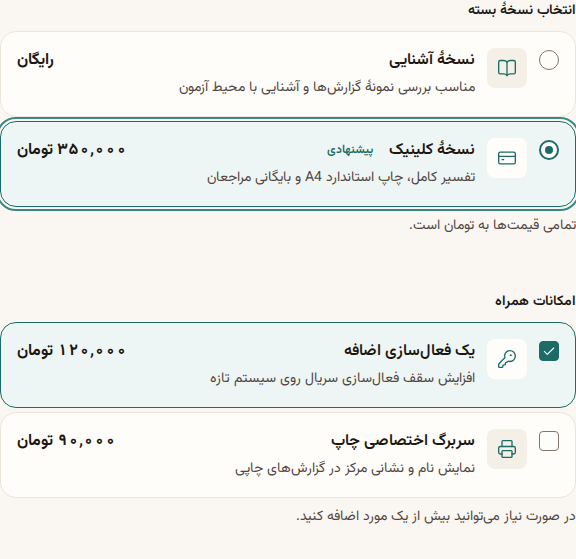 انتخاب نسخهٔ بسته
نسخهٔ آشنایی رایگان
مناسب بررسی نمونهٔ گزارش‌ها و آشنایی با محیط آزمون
نسخهٔ کلینیک پیشنهادی ۳۵۰,۰۰۰ تومان
تفسیر کامل، چاپ استاندارد A4 و بایگانی مراجعان
تمامی قیمت‌ها به تومان است.
امکانات همراه
یک فعال‌سازی اضافه ۱۲۰,۰۰۰ تومان
افزایش سقف فعال‌سازی سریال روی سیستم تازه
سربرگ اختصاصی چاپ ۹۰,۰۰۰ تومان
نمایش نام و نشانی مرکز در گزارش‌های چاپی
در صورت نیاز می‌توانید بیش از یک مورد اضافه کنید.